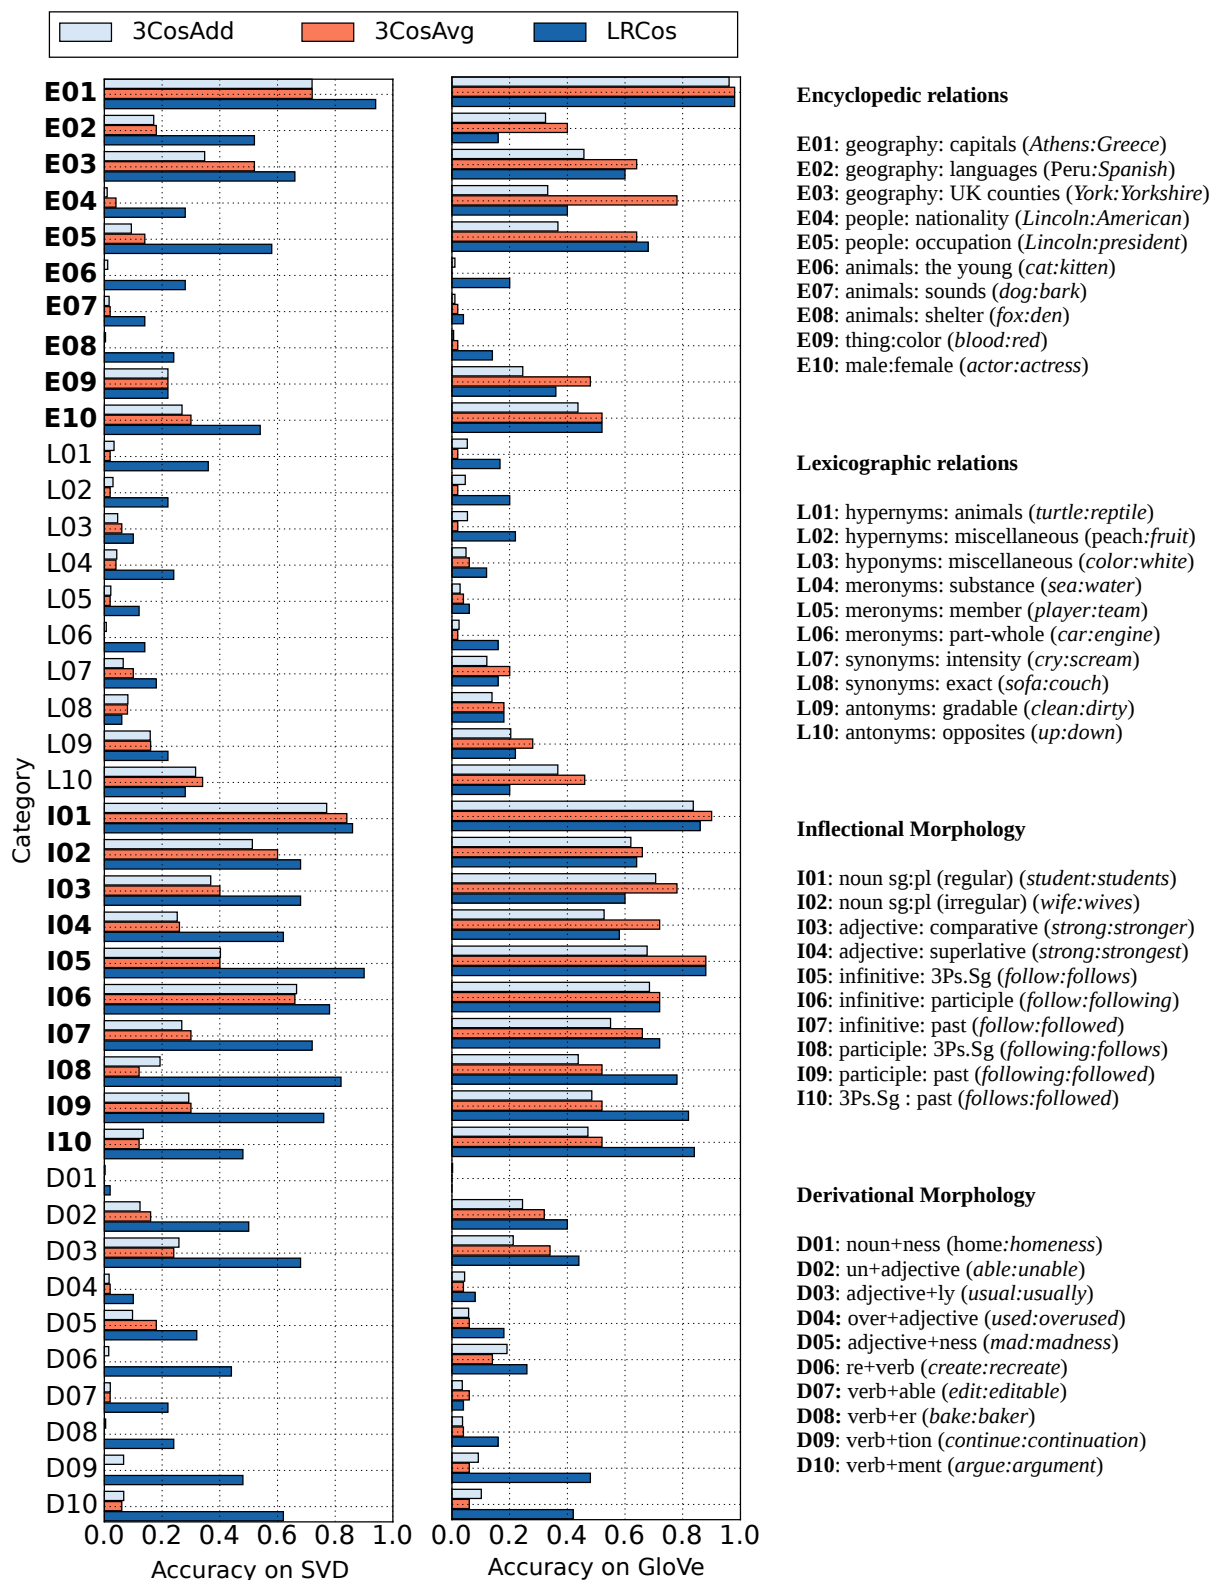 3CosAdd 3CosAvg LRCos
Category
E01
E02
E03
E04
E05
E06
E07
E08
E09
E10
L01
L02
L03
L04
L05
L06
L07
L08
L09
L10
I01
I02
I03
I04
I05
I06
I07
I08
I09
I10
D01
D02
D03
D04
D05
D06
D07
D08
D09
D10
0.0 0.2 0.4 0.6 0.8 1.0
Accuracy on SVD
0.0 0.2 0.4 0.6 0.8 1.0
Accuracy on GloVe
Encyclopedic relations
E01: geography: capitals (Athens:Greece)
E02: geography: languages (Peru:Spanish)
E03: geography: UK counties (York:Yorkshire)
E04: people: nationality (Lincoln:American)
E05: people: occupation (Lincoln:president)
E06: animals: the young (cat:kitten)
E07: animals: sounds (dog:bark)
E08: animals: shelter (fox:den)
E09: thing:color (blood:red)
E10: male:female (actor:actress)
Lexicographic relations
L01: hypernyms: animals (turtle:reptile)
L02: hypernyms: miscellaneous (peach:fruit)
L03: hyponyms: miscellaneous (color:white)
L04: meronyms: substance (sea:water)
L05: meronyms: member (player:team)
L06: meronyms: part-whole (car:engine)
L07: synonyms: intensity (cry:scream)
L08: synonyms: exact (sofa:couch)
L09: antonyms: gradable (clean:dirty)
L10: antonyms: opposites (up:down)
Inflectional Morphology
I01: noun sg:pl (regular) (student:students)
I02: noun sg:pl (irregular) (wife:wives)
I03: adjective: comparative (strong:stronger)
I04: adjective: superlative (strong:strongest)
I05: infinitive: 3Ps.Sg (follow:follows)
I06: infinitive: participle (follow:following)
I07: infinitive: past (follow:followed)
I08: participle: 3Ps.Sg (following:follows)
I09: participle: past (following:followed)
I10: 3Ps.Sg : past (follows:followed)
Derivational Morphology
D01: noun+ness (home:homeness)
D02: un+adjective (able:unable)
D03: adjective+ly (usual:usually)
D04: over+adjective (used:overused)
D05: adjective+ness (mad:madness)
D06: re+verb (create:recreate)
D07: verb+able (edit:editable)
D08: verb+er (bake:baker)
D09: verb+tion (continue:continuation)
D10: verb+ment (argue:argument)